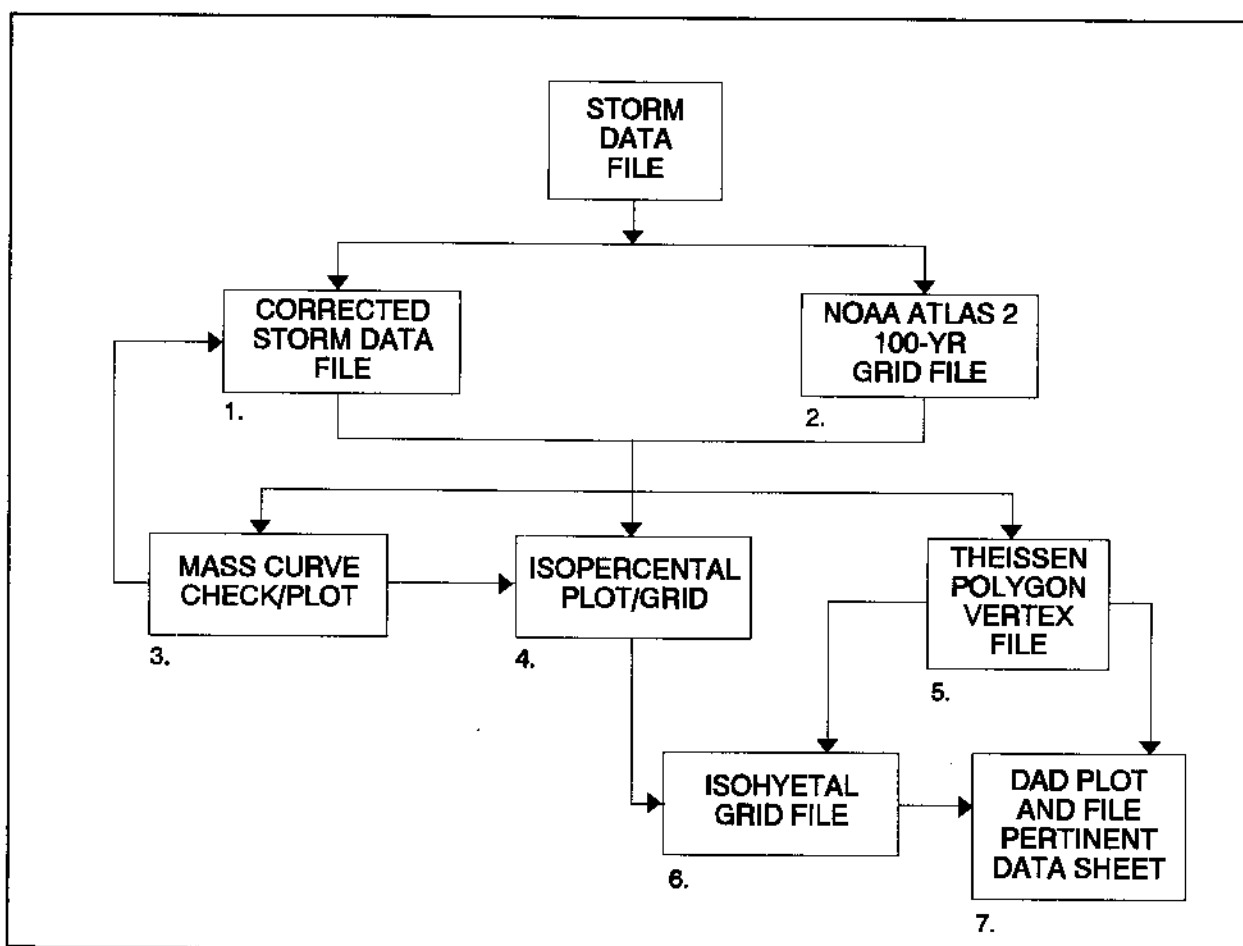 STORM
DATA
FILE
CORRECTED
STORM DATA
FILE
1.
NOAA ATLAS 2
100-YR
GRID FILE
2.
MASS CURVE
CHECK/PLOT
3.
ISOPERCENTAL
PLOT/GRID
4.
THEISSEN
POLYGON
VERTEX
FILE
5.
ISOHYETAL
GRID FILE
6.
DAD PLOT
AND FILE
PERTINENT
DATA SHEET
7.